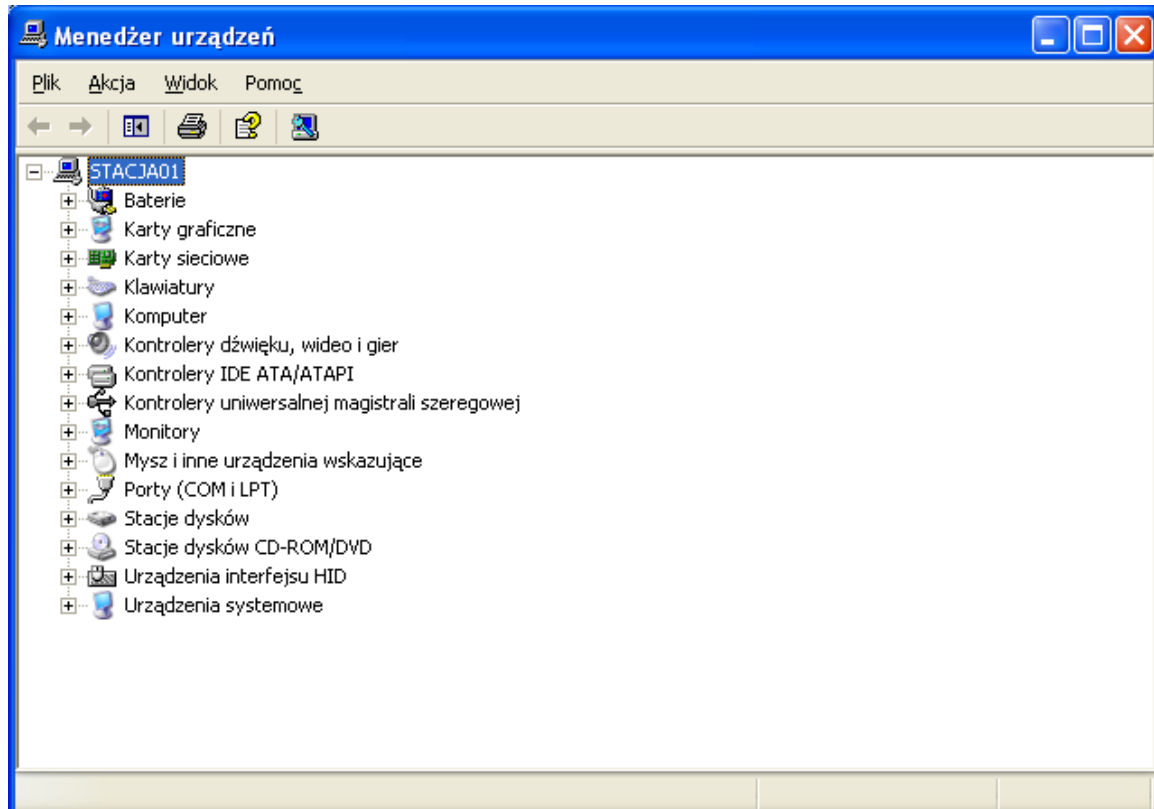 Menedżer urządzeń
Plik Akcja Widok Pomoc
STACJA01
Baterie
Karty graficzne
Karty sieciowe
Klawiatury
Komputer
Kontrolery dźwięku, wideo i gier
Kontrolery IDE ATA/ATAPI
Kontrolery uniwersalnej magistrali szeregowej
Monitory
Mysz i inne urządzenia wskazujące
Porty (COM i LPT)
Stacje dysków
Stacje dysków CD-ROM/DVD
Urządzenia interfejsu HID
Urządzenia systemowe